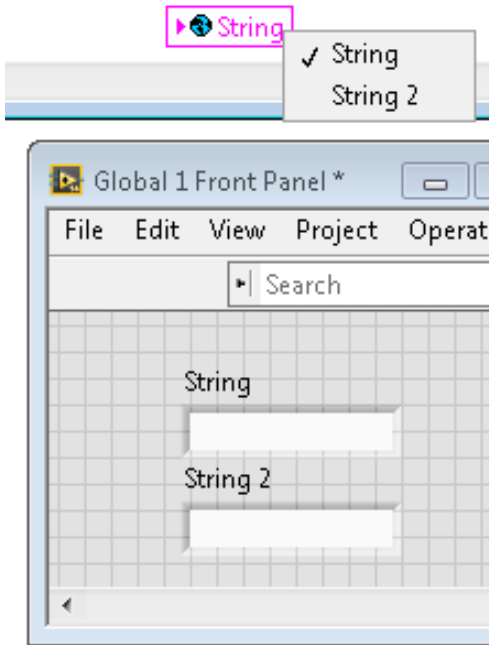 String
String
String 2
Global 1 Front Panel *
File Edit View Project Operat
Search
String
String 2